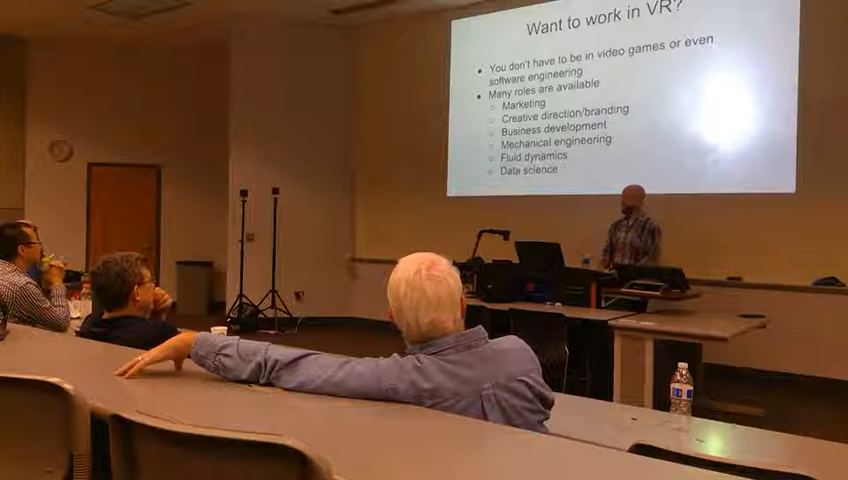 Want to work in VR?
You don't have to be in video games or even
software engineering
Many roles are available
Marketing
Creative direction/branding
Business development
Mechanical engineering
Fluid dynamics
Data science